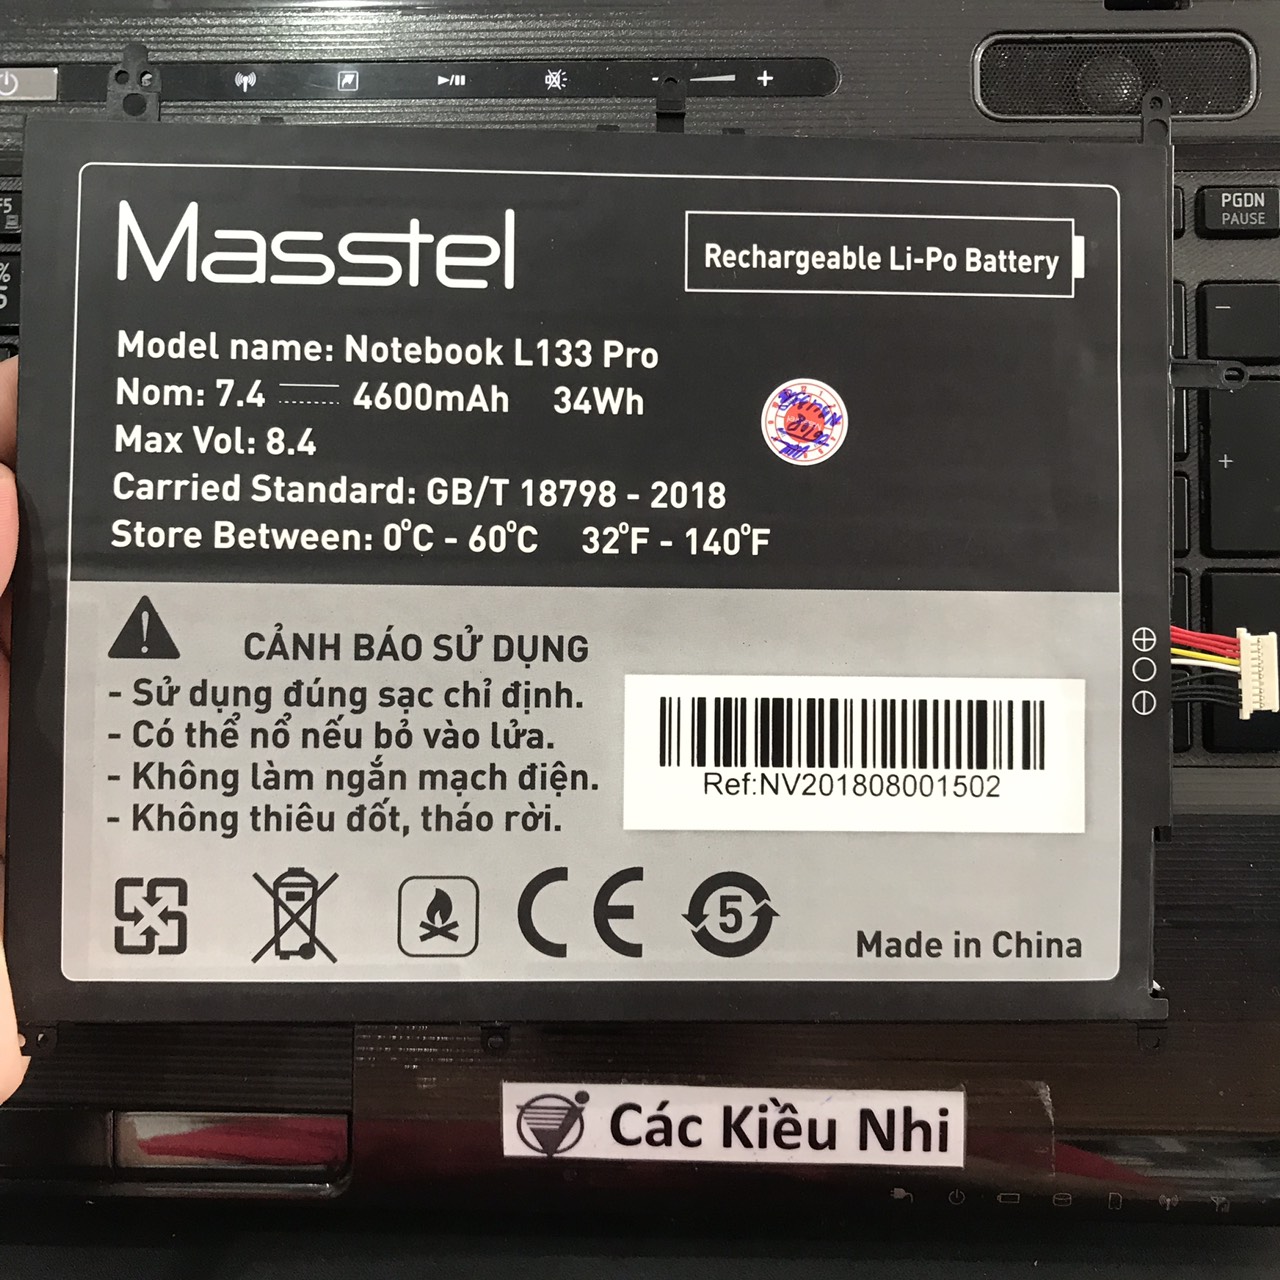 PGDN
PAUSE
F5
%
5
Masstel
Rechargeable Li-Po Battery
Model name: Notebook L133 Pro
Nom: 7.4 4600mAh 34Wh
Max Vol: 8.4
Carried Standard: GB/T 18798 - 2018
Store Between: 0°C - 60°C 32°F - 140°F
CẢNH BÁO SỬ DỤNG
- Sử dụng đúng sạc chỉ định.
- Có thể nổ nếu bỏ vào lửa.
- Không làm ngắn mạch điện.
- Không thiêu đốt, tháo rời.
Ref:NV201808001502
CE
5
Made in China
Các Kiều Nhi